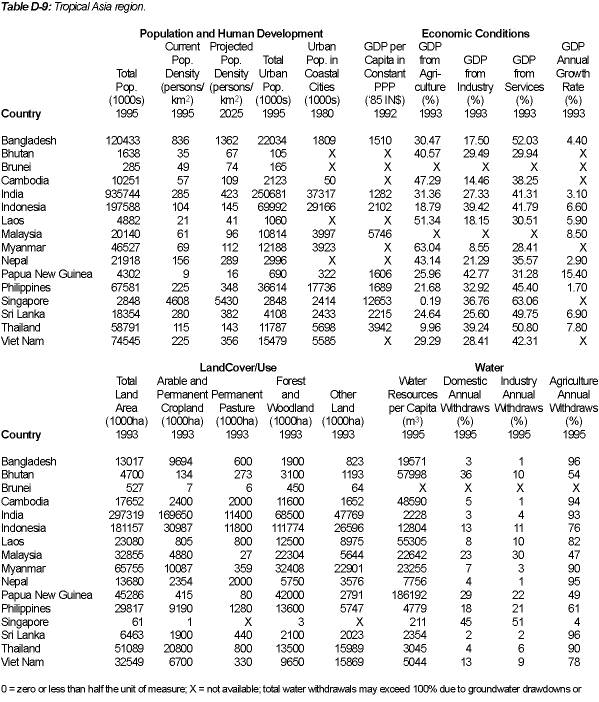 Table D-9: Tropical Asia region.
Population and Human Development Economic Conditions
Current Projected Urban GDP per GDP GDP
Pop. Pop. Total Pop. in Capita in from GDP GDP Annual
Total Density Density Urban Coastal Constant Agri- from from Growth
Pop. (persons/ (persons/ Pop. Cities PPP culture Industry Services Rate
(1000s) km2) km2) (1000s) (1000s) ('85 IN$) (%) (%) (%) (%)
Country 1995 1995 2025 1995 1980 1992 1993 1993 1993 1993
Bangladesh 120433 836 1362 22034 1809 1510 30.47 17.50 52.03 4.40
Bhutan 1638 35 67 105 X X 40.57 29.49 29.94 X
Brunei 285 49 74 165 X X X X X X
Cambodia 10251 57 109 2123 50 X 47.29 14.46 38.25 X
India 935744 285 423 250681 37317 1282 31.36 27.33 41.31 3.10
Indonesia 197588 104 145 69992 29166 2102 18.79 39.42 41.79 6.60
Laos 4882 21 41 1060 X X 51.34 18.15 30.51 5.90
Malaysia 20140 61 96 10814 3997 5746 X X X 8.50
Myanmar 46527 69 112 12188 3923 X 63.04 8.55 28.41 X
Nepal 21918 156 289 2996 X X 43.14 21.29 35.57 2.90
Papua New Guinea 4302 9 16 690 322 1606 25.96 42.77 31.28 15.40
Philippines 67581 225 348 36614 17736 1689 21.68 32.92 45.40 1.70
Singapore 2848 4608 5430 2848 2414 12653 0.19 36.76 63.06 X
Sri Lanka 18354 280 382 4108 2433 2215 24.64 25.60 49.75 6.90
Thailand 58791 115 143 11787 5698 3942 9.96 39.24 50.80 7.80
Viet Nam 74545 225 356 15479 5585 X 29.29 28.41 42.31 X
LandCover/Use Water
Total Arable and Forest Water Domestic Industry Agriculture
Land Permanent Permanent and Other Resources Annual Annual Annual
Area Cropland Pasture Woodland Land per Capita Withdraws Withdraws Withdraws
(1000ha) (1000ha) (1000ha) (1000ha) (1000ha) (m3) (%) (%) (%)
Country 1993 1993 1993 1993 1993 1995 1995 1995 1995
Bangladesh 13017 9694 600 1900 823 19571 3 1 96
Bhutan 4700 134 273 3100 1193 57998 36 10 54
Brunei 527 7 6 450 64 X X X X
Cambodia 17652 2400 2000 11600 1652 48590 5 1 94
India 297319 169650 11400 68500 47769 2228 3 4 93
Indonesia 181157 30987 11800 111774 26596 12804 13 11 76
Laos 23080 805 800 12500 8975 55305 8 10 82
Malaysia 32855 4880 27 22304 5644 22642 23 30 47
Myanmar 65755 10087 359 32408 22901 23255 7 3 90
Nepal 13680 2354 2000 5750 3576 7756 4 1 95
Papua New Guinea 45286 415 80 42000 2791 186192 29 22 49
Philippines 29817 9190 1280 13600 5747 4779 18 21 61
Singapore 61 1 X 3 X 211 45 51 4
Sri Lanka 6463 1900 440 2100 2023 2354 2 2 96
Thailand 51089 20800 800 13500 15989 3045 4 6 90
Viet Nam 32549 6700 330 9650 15869 5044 13 9 78
0 = zero or less than half the unit of measure; X = not available; total water withdrawals may exceed 100% due to groundwater drawdowns or